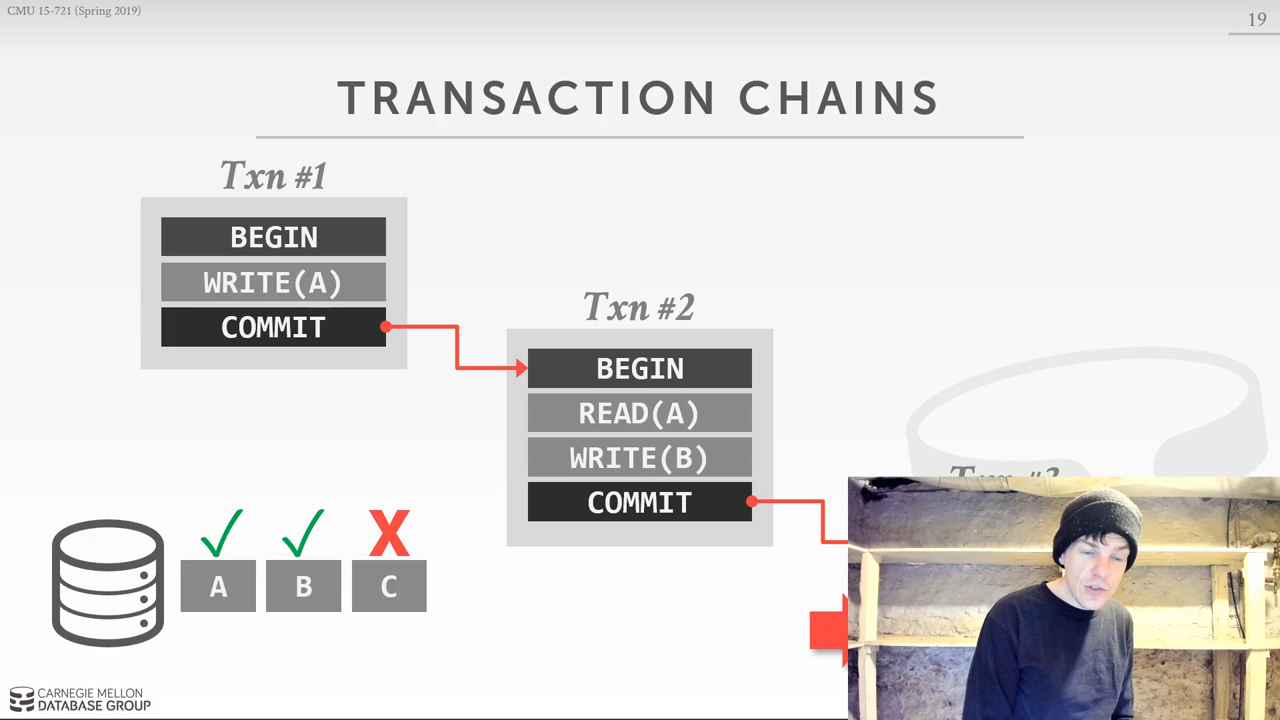 CMU 15-721 (Spring 2019)
19
TRANSACTION CHAINS
Txn #1
BEGIN
WRITE(A)
COMMIT
Txn #2
BEGIN
READ(A)
WRITE(B)
COMMIT
X
A B C
CARNEGIE MELLON
DATABASE GROUP